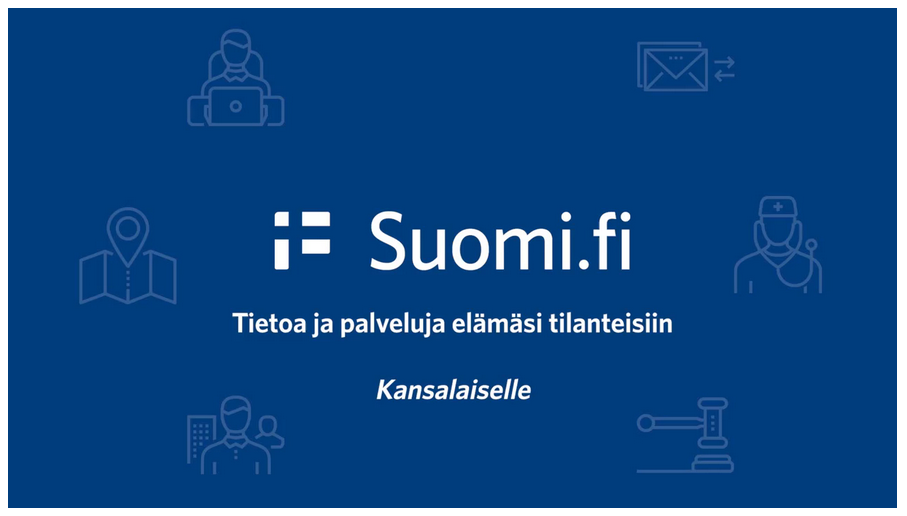 Suomi.fi
Tietoa ja palveluja elämäsi tilanteisiin
Kansalaiselle